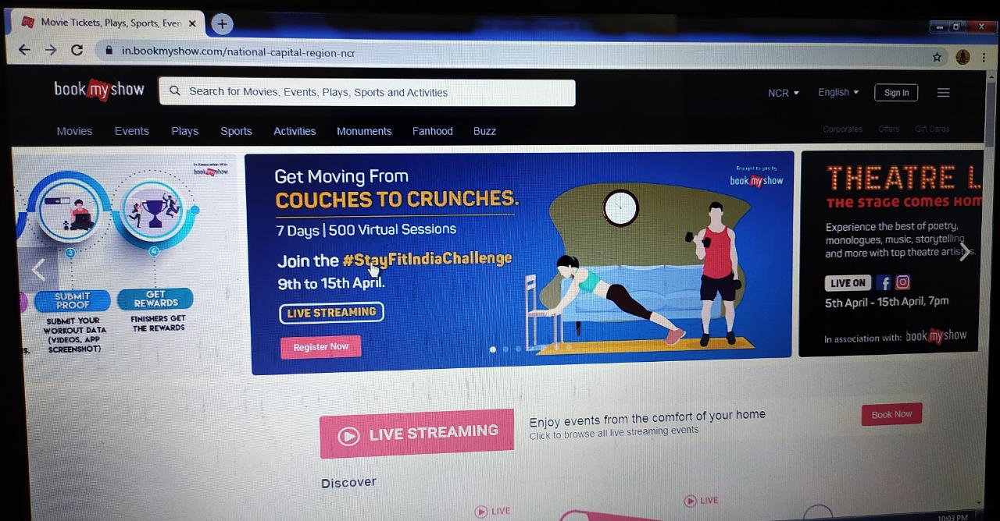 Movie Tickets, Plays, Sports, Even
in.bookmyshow.com/national-capital-region-ncr
book my show
Search for Movies, Events, Plays, Sports and Activities
NCR
English
Sign In
Movies
Events
Plays
Sports
Activities
Monuments
Fanhood
Buzz
Corporates
Offers
Gift Cards
In Association With
book my show
3
4
SUBMIT
PROOF
GET
REWARDS
SUBMIT YOUR
WORKOUT DATA
(VIDEOS, APP
SCREENSHOT)
FINISHERS GET
THE REWARDS
Get Moving From
COUCHES TO CRUNCHES.
7 Days | 500 Virtual Sessions
Join the #StayFitIndiaChallenge
9th to 15th April.
LIVE STREAMING
Register Now
Brought to you by
book my show
THEATRE L
THE STAGE COMES HOM
Experience the best of poetry,
monologues, music, storytelling
and more with top theatre artists.
LIVE ON
5th April - 15th April, 7pm
In association with: book my show
LIVE STREAMING
Enjoy events from the comfort of your home
Click to browse all live streaming events
Book Now
Discover
LIVE
LIVE
10:03 PM